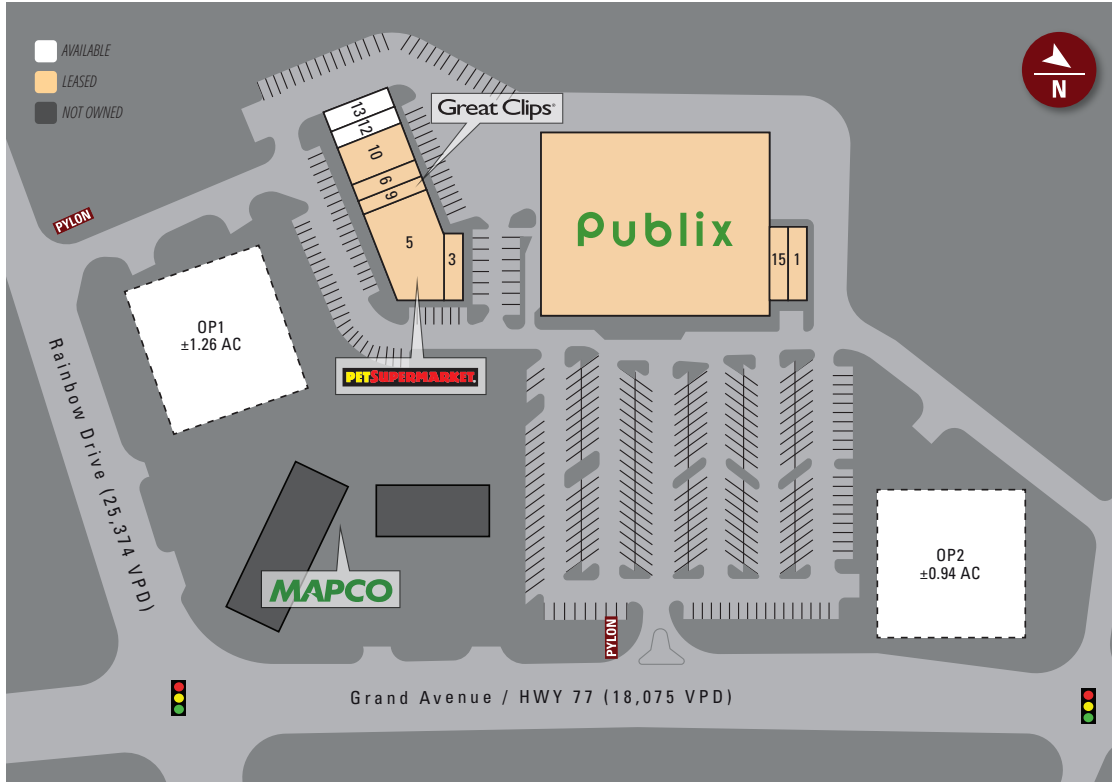 AVAILABLE
LEASED
NOT OWNED
N
13
12
10
6
9
5
3
Great Clips®
Publix
15
1
PYLON
OP1
±1.26 AC
PETSUPERMARKET.
Rainbow Drive (25,374 VPD)
MAPCO
OP2
±0.94 AC
PYLON
Grand Avenue / HWY 77 (18,075 VPD)